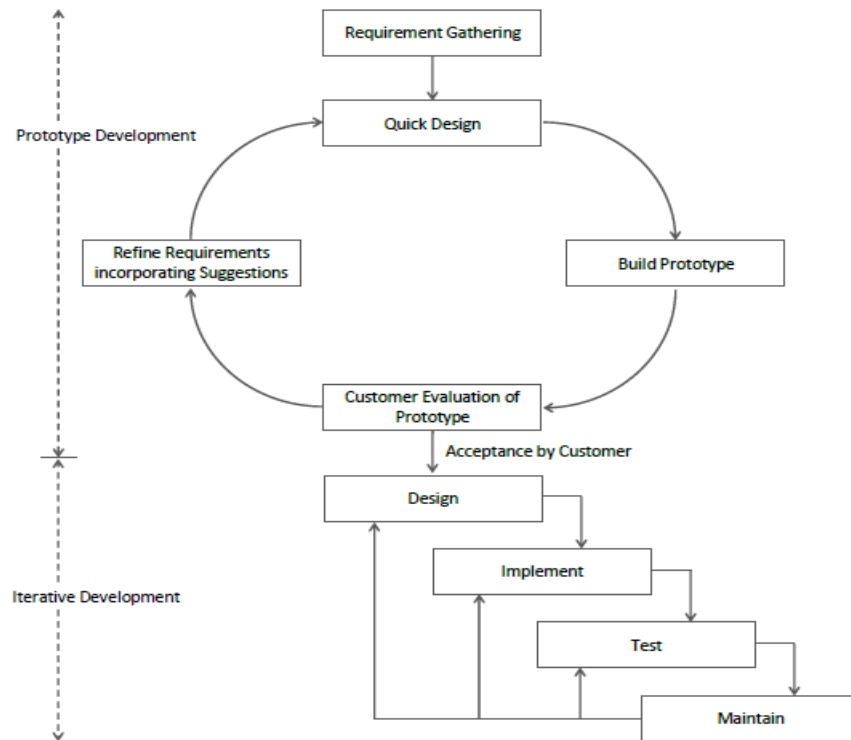 Requirement Gathering
Quick Design
Prototype Development
Refine Requirements
incorporating Suggestions
Build Prototype
Customer Evaluation of
Prototype
Acceptance by Customer
Design
Implement
Iterative Development
Test
Maintain